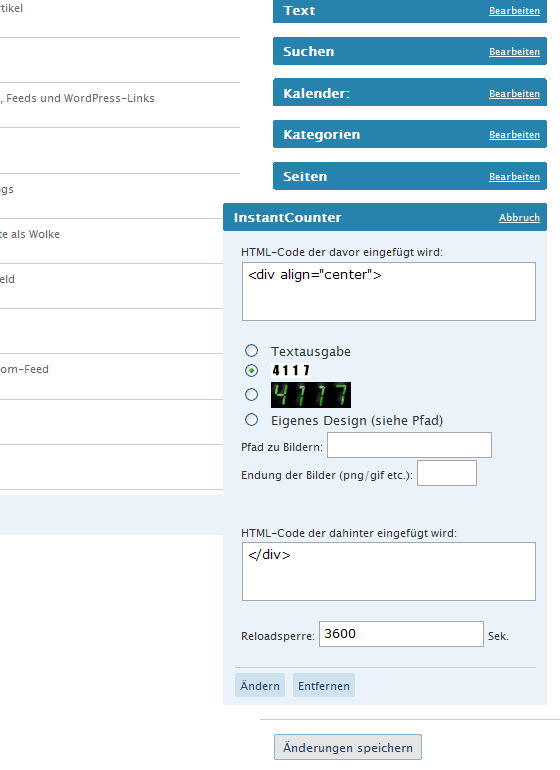 rtikel
, Feeds und WordPress-Links
gs
te als Wolke
eld
om-Feed
Text Bearbeiten
Suchen Bearbeiten
Kalender: Bearbeiten
Kategorien Bearbeiten
Seiten Bearbeiten
InstantCounter Abbruch
HTML-Code der davor eingefügt wird:
<div align="center">
Textausgabe
4117
4117
Eigenes Design (siehe Pfad)
Pfad zu Bildern:
Endung der Bilder (png/gif etc.):
HTML-Code der dahinter eingefügt wird:
</div>
Reloadsperre: 3600 Sek.
Ändern Entfernen
Änderungen speichern